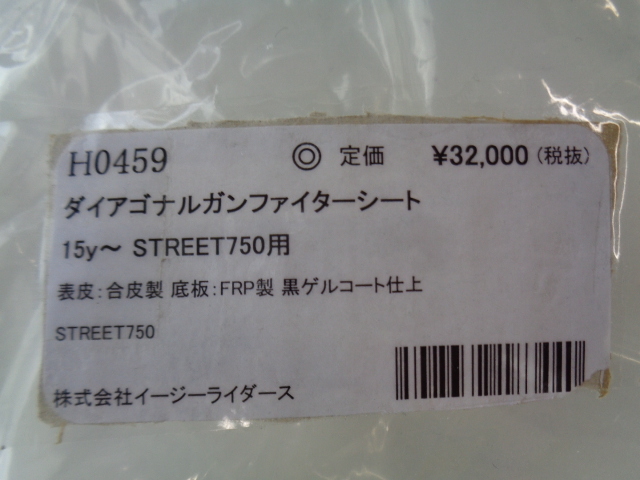 H0459 ◎ 定価 ¥32,000(税抜)
ダイアゴナルガンファイターシート
15y～ STREET750用
表皮:合皮製 底板:FRP製 黒ゲルコート仕上
STREET750
株式会社イージーライダース